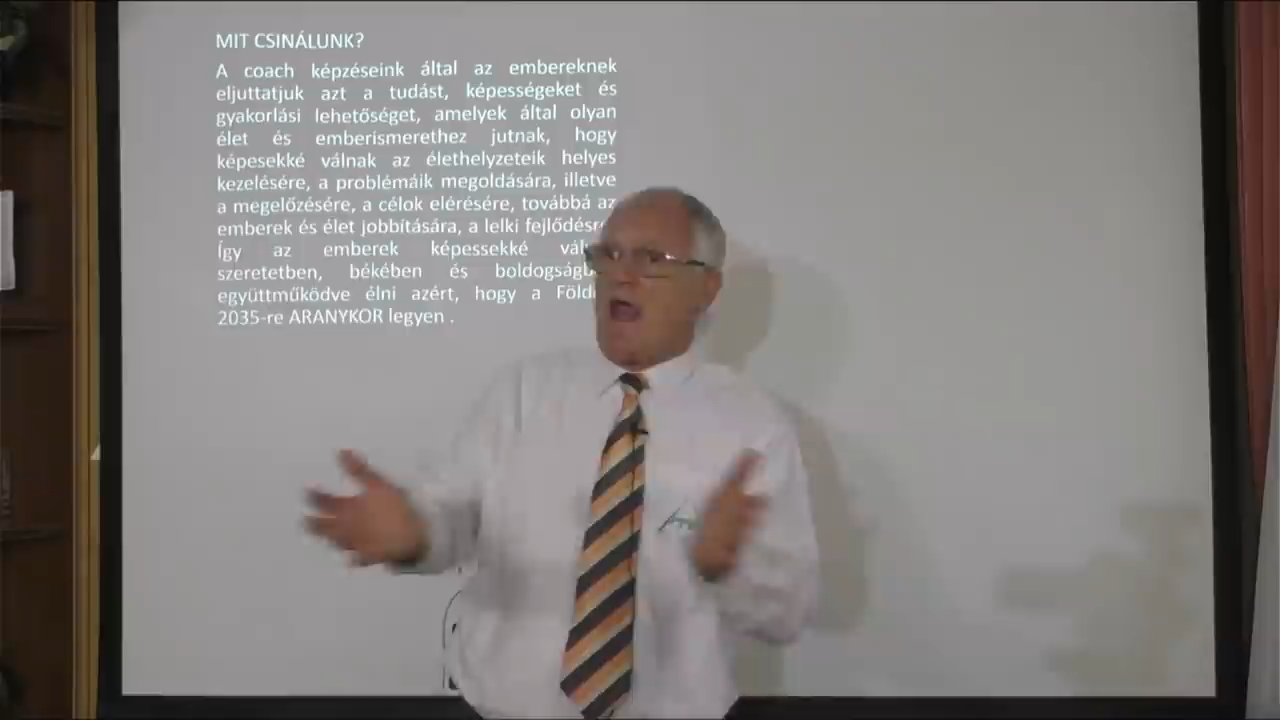 MIT CSINÁLUNK?
A coach képzéseink által az embereknek
eljuttatjuk azt a tudást, képességeket és
gyakorlási lehetőséget, amelyek által olyan
élet és emberismerethez jutnak, hogy
képesekké válnak az élethelyzeteik helyes
kezelésére, a problémáik megoldására, illetve
a megelőzésére, a célok elérésére, továbbá az
emberek és élet jobbítására, a lelki fejlődésre
Így az emberek képessekké
szeretetben, békében és
együttműködve élni azért, hogy a
2035-re ARANYKOR legyen .